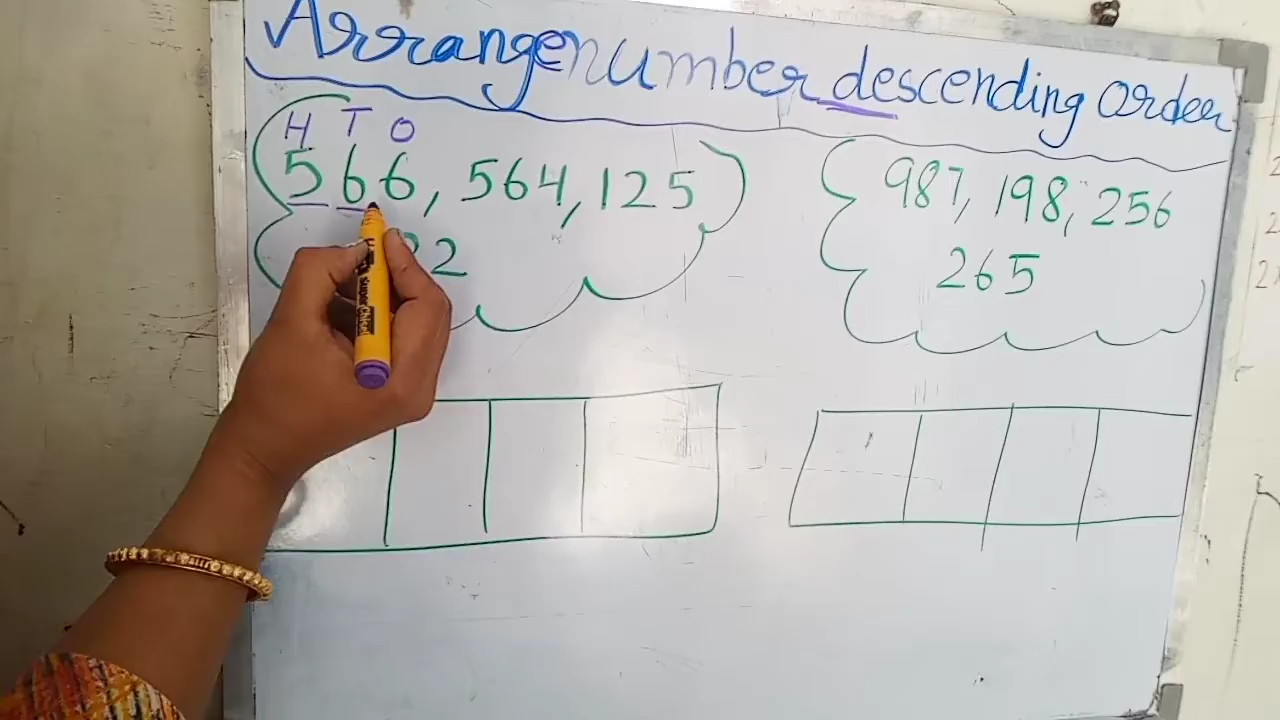 Arrange number descending order
H T O
566, 564, 125
22
987, 198, 256
265